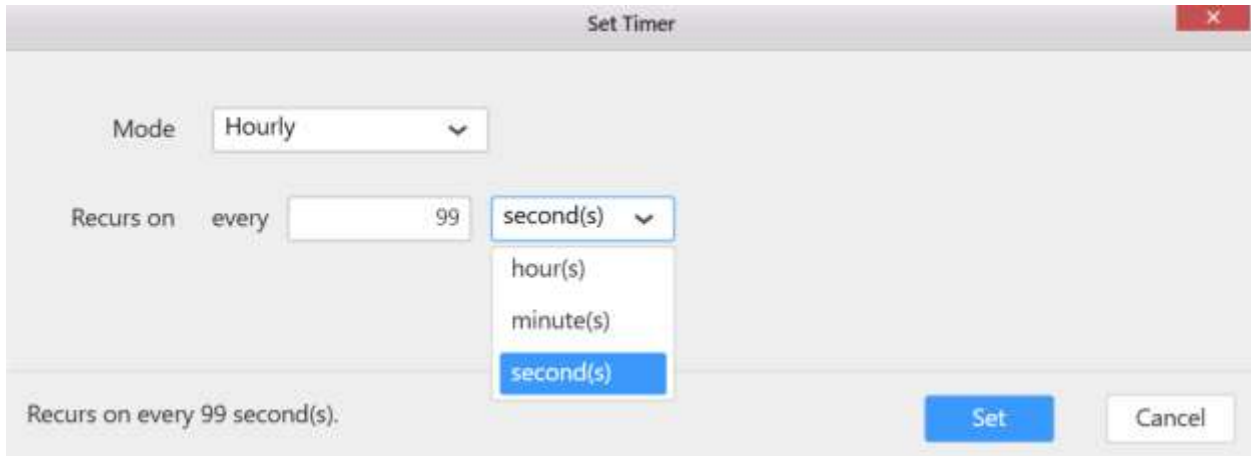 Set Timer
Mode Hourly
Recurs on every 99 second(s)
hour(s)
minute(s)
second(s)
Recurs on every 99 second(s).
Set Cancel